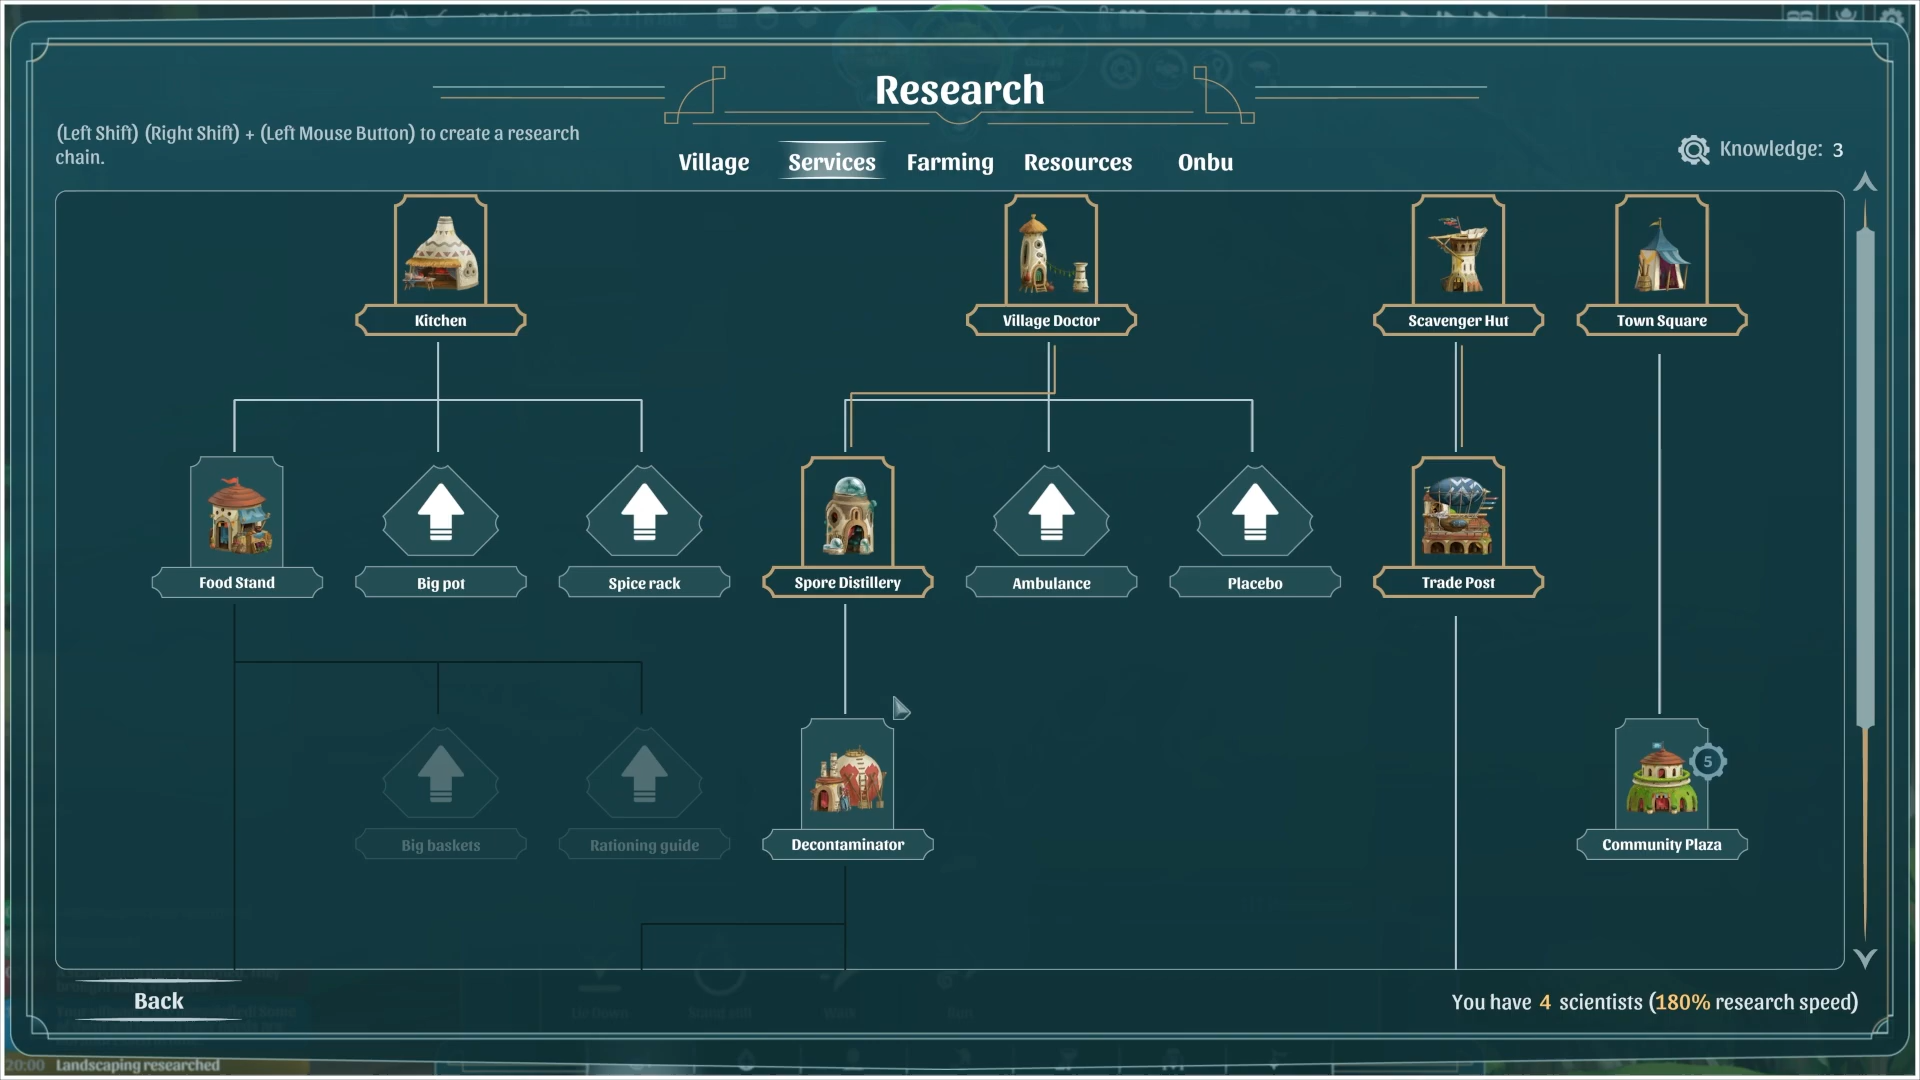 Research
(Left Shift) (Right Shift) + (Left Mouse Button) to create a research
chain.
Knowledge: 3
Village
Services
Farming
Resources
Onbu
Kitchen
Village Doctor
Scavenger Hut
Town Square
Food Stand
Big pot
Spice rack
Spore Distillery
Ambulance
Placebo
Trade Post
5
Big baskets
Rationing guide
Decontaminator
Community Plaza
Back
You have 4 scientists (180% research speed)
20:00 Landscaping researched